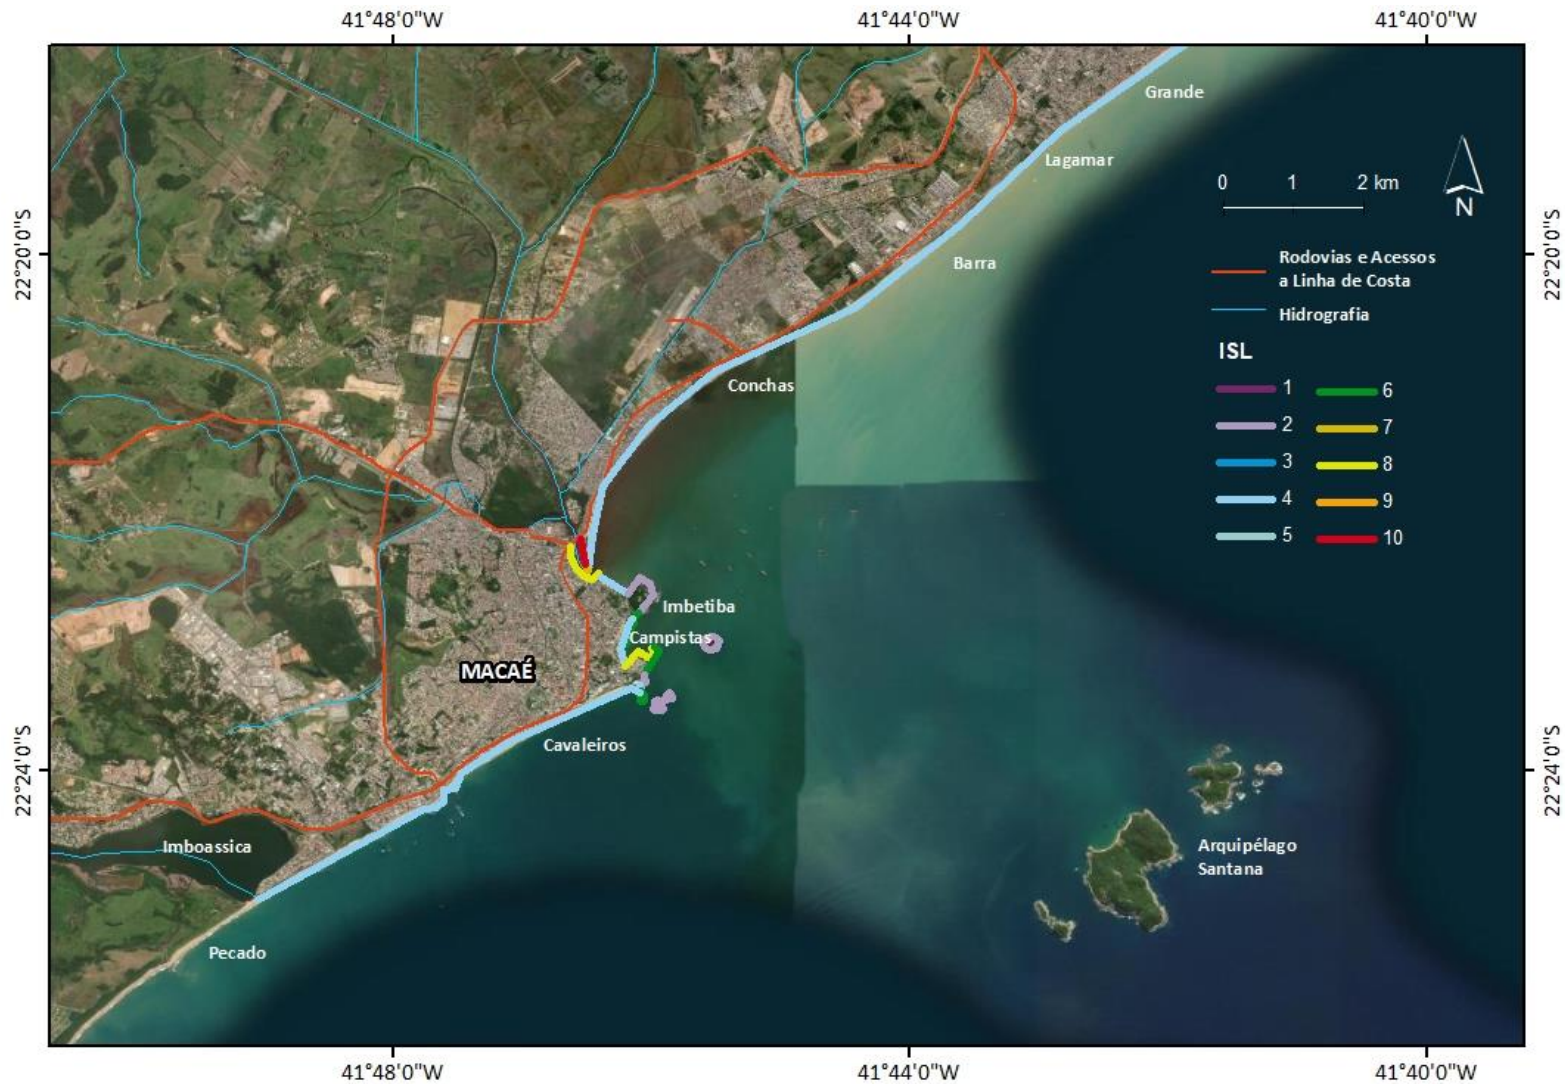 41°48'0"W
41°44'0"W
41°40'0"W
Grande
Lagamar
0 1 2 km
N
22°20'0"S
22°20'0"S
Barra
Rodovias e Acessos
a Linha de Costa
Hidrografia
ISL
Conchas
1
6
2
7
3
8
4
9
5
10
Imbetiba
Campistas
MACAÉ
Cavaleiros
22°24'0"S
22°24'0"S
Imboassica
Arquipélago
Santana
Pecado
41°48'0"W
41°44'0"W
41°40'0"W